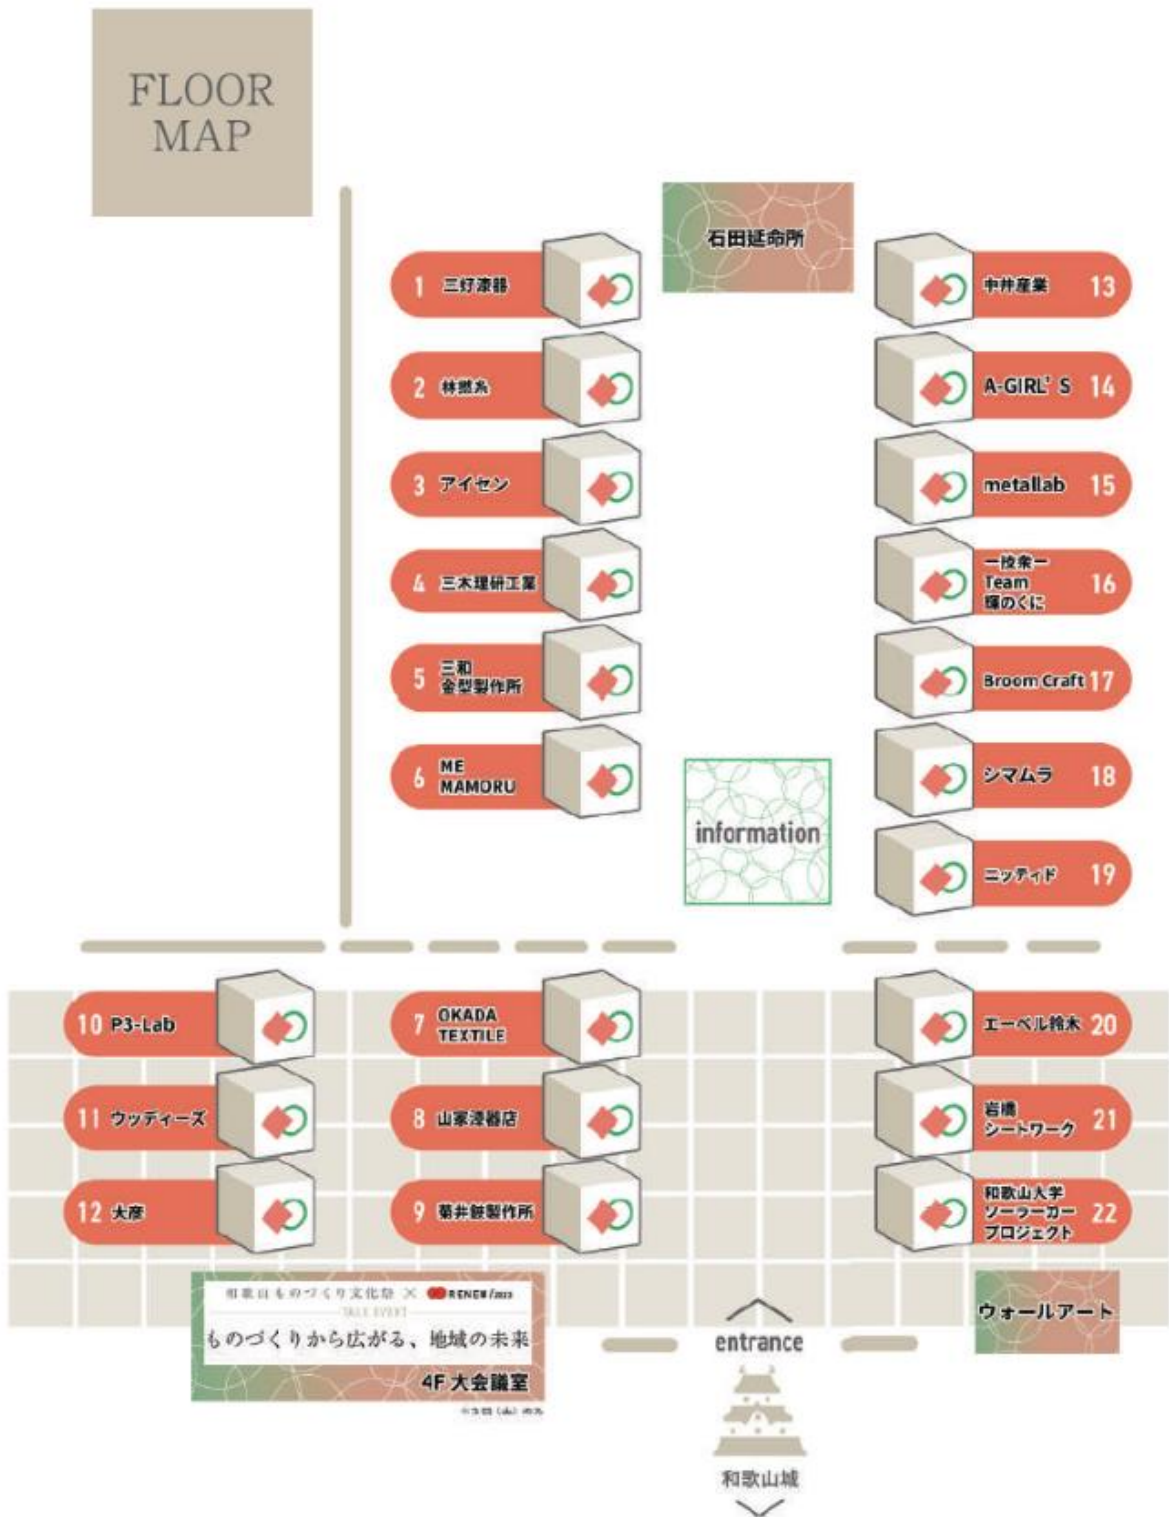 FLOOR
MAP
石田延命所
1 三好漆器
2 林撚糸
3 アイセン
4 三木理研工業
5 三和
金型製作所
6 ME
MAMORU
13 中井産業
14 A-GIRL'S
15 metallab
16 Team
輝のくに
17 Broom Craft
18 シマムラ
19 ニッティド
information
10 P3-Lab
11 ウッディーズ
12 大彦
7 OKADA
TEXTILE
8 山家漆器店
9 菊井鋏製作所
20 エーベル鈴木
21 岩橋
シートワーク
22 和歌山大学
ソーラーカー
プロジェクト
和歌山ものづくり文化祭 × RENEW/2023
TALK EVENT
ものづくりから広がる、地域の未来
4F 大会議室
ウォールアート
entrance
和歌山城